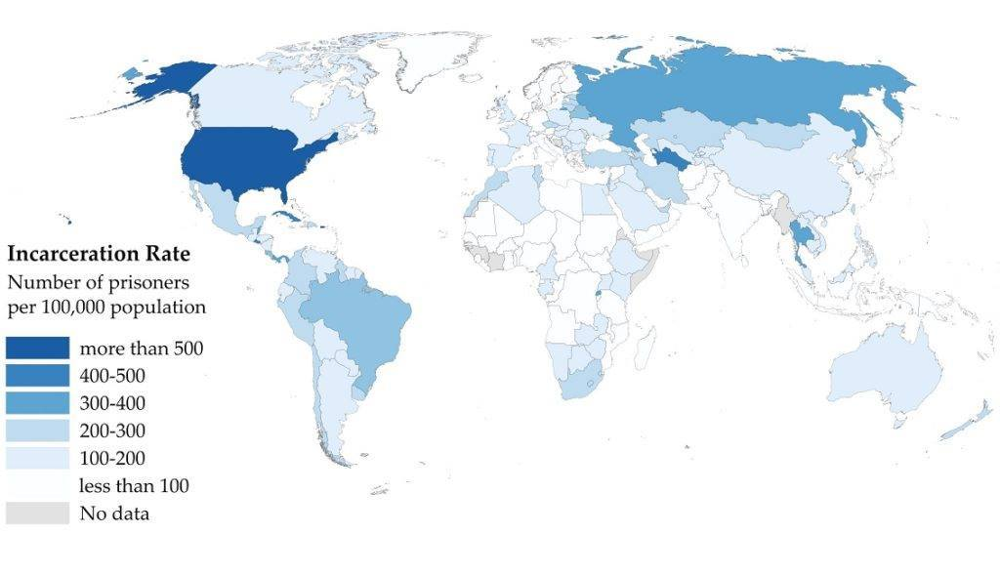 Incarceration Rate
Number of prisoners
per 100,000 population
more than 500
400-500
300-400
200-300
100-200
less than 100
No data